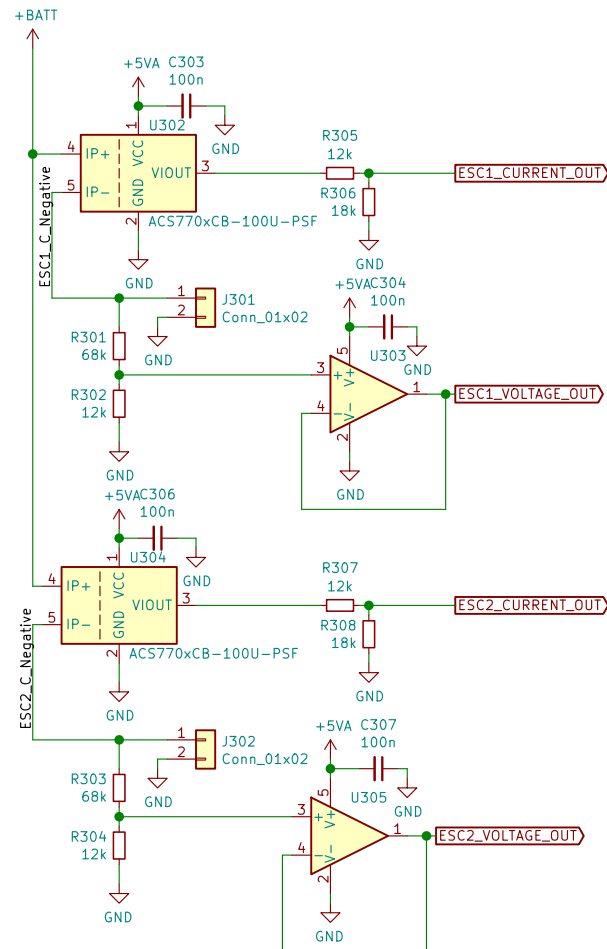 +BATT
+5VA
C303
100n
GND
1
U302
4
IP+
VCC
5
IP-
GND
VIOUT
3
2
ACS770xCB-100U-PSF
GND
R305
12k
R306
18k
GND
ESC1_CURRENT_OUT
ESC1_C_Negative
1
2
J301
Conn_01x02
GND
R301
68k
R302
12k
GND
+5VA
C304
100n
GND
5
U303
3
+
V+
4
-
V-
1
2
GND
ESC1_VOLTAGE_OUT
+5VA
C306
100n
GND
1
U304
4
IP+
VCC
5
IP-
GND
VIOUT
3
2
ACS770xCB-100U-PSF
GND
R307
12k
R308
18k
GND
ESC2_CURRENT_OUT
ESC2_C_Negative
1
2
J302
Conn_01x02
GND
R303
68k
R304
12k
GND
+5VA
C307
100n
GND
5
U305
3
+
V+
4
-
V-
1
2
GND
ESC2_VOLTAGE_OUT